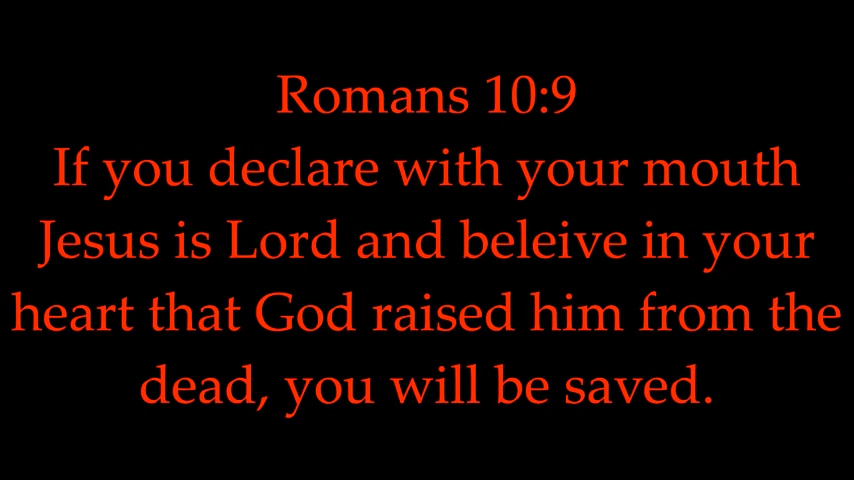 Romans 10:9
If you declare with your mouth
Jesus is Lord and beleive in your
heart that God raised him from the
dead, you will be saved.